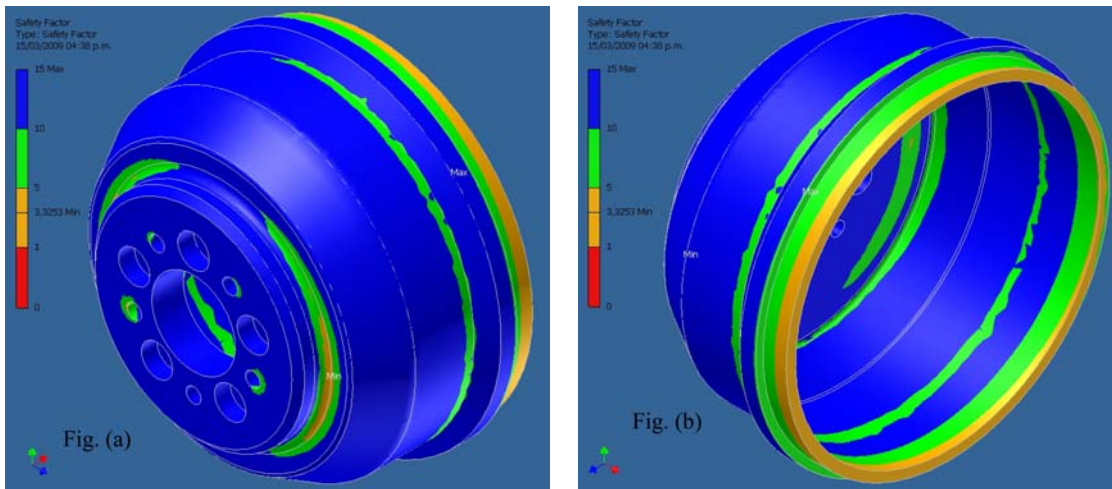 Safety Factor
Type: Safety Factor
15/03/2009 04:38 p.m.
15 Max
10
5
3,3253 Min
1
0
Max
Min
Fig. (a)
Safety Factor
Type: Safety Factor
15/03/2009 04:38 p.m.
15 Max
10
5
3,3253 Min
1
0
Max
Min
Fig. (b)